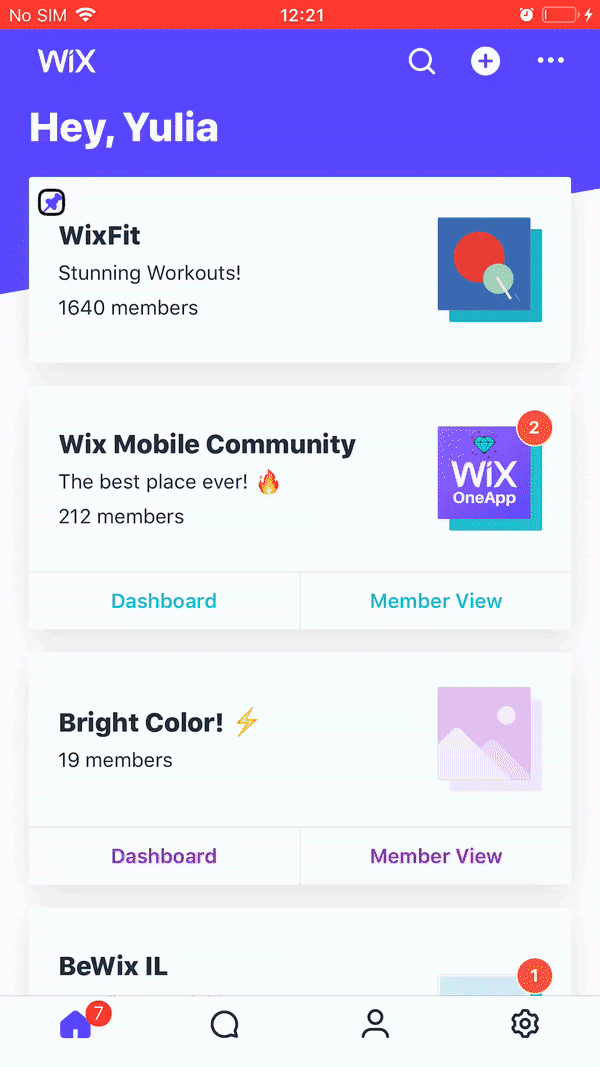 No SIM 12:21
WiX
Hey, Yulia
WixFit
Stunning Workouts!
1640 members
Wix Mobile Community
The best place ever! 🔥
212 members
2
WiX
OneApp
Dashboard Member View
Bright Color! ⚡
19 members
Dashboard Member View
BeWix IL
1
7